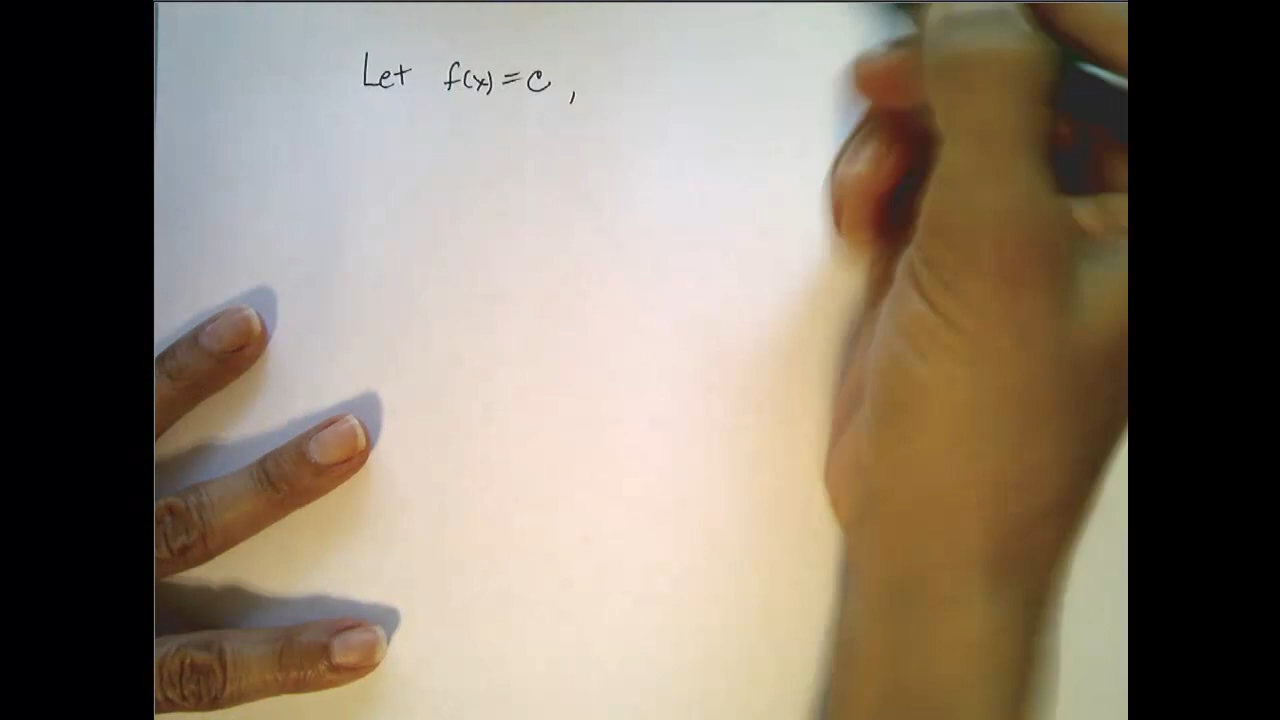 Let f(x) = c ,